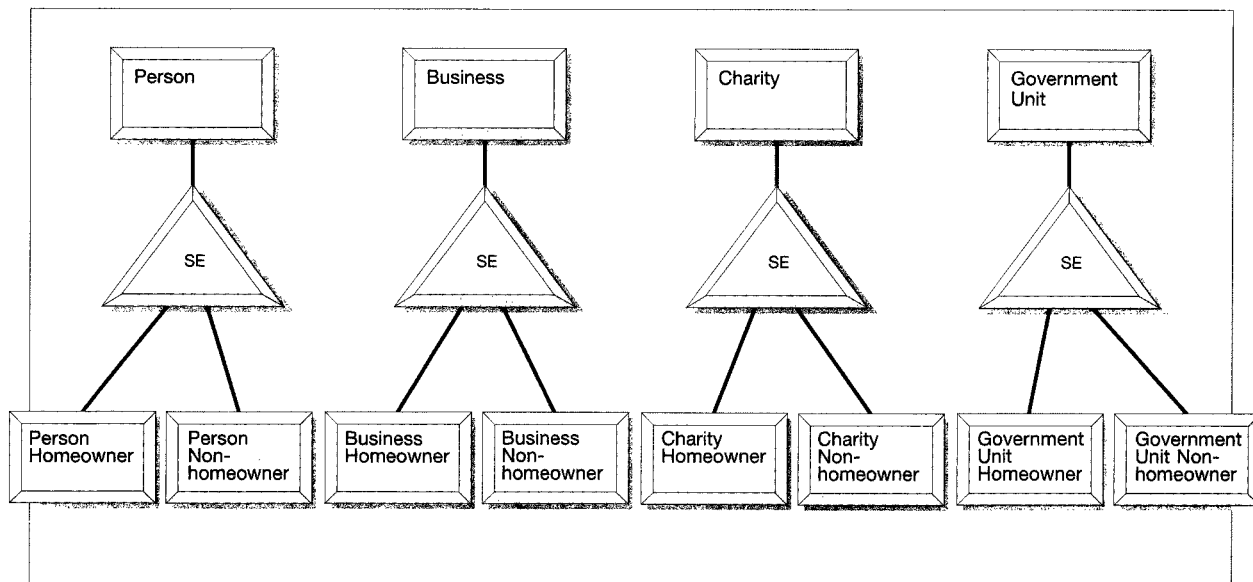 Person
Business
Charity
Government
Unit
SE
SE
SE
SE
Person
Homeowner
Person
Non-
homeowner
Business
Homeowner
Business
Non-
homeowner
Charity
Homeowner
Charity
Non-
homeowner
Government
Unit
Homeowner
Government
Unit Non-
homeowner